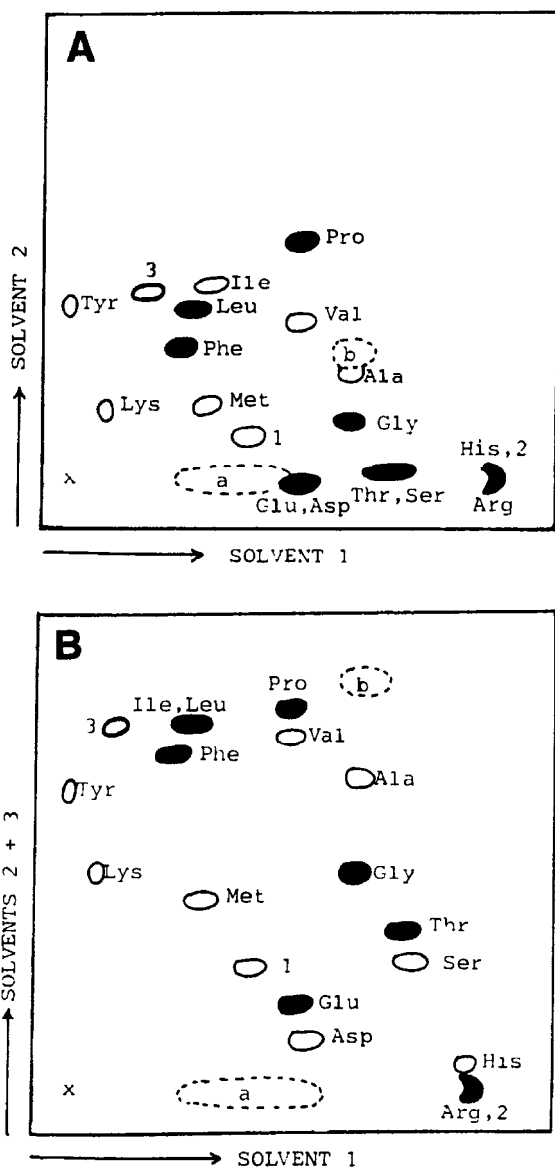 A
Pro
3
Ile
Tyr
Leu
Val
Phe
b
Ala
Lys
Met
Gly
1
His,2
x
a
Glu,Asp
Thr,Ser
Arg
SOLVENT 2
SOLVENT 1
B
b
Pro
Ile,Leu
3
Val
Phe
Ala
Tyr
Lys
Gly
Met
Thr
1
Ser
Glu
Asp
His
x
a
Arg,2
SOLVENTS 2 + 3
SOLVENT 1